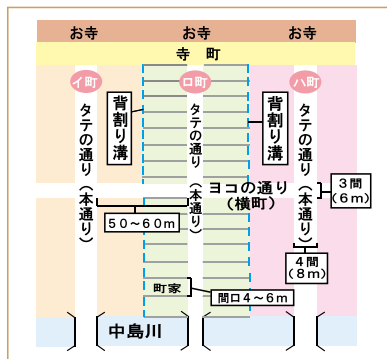 お寺 お寺 お寺
寺町
イ町 ロ町 ハ町
タテの通り（本通り）
背割り溝
タテの通り（本通り）
背割り溝
タテの通り（本通り）
ヨコの通り
（横町）
3間
（6m）
50～60m
4間
（8m）
町家
間口4～6m
中島川